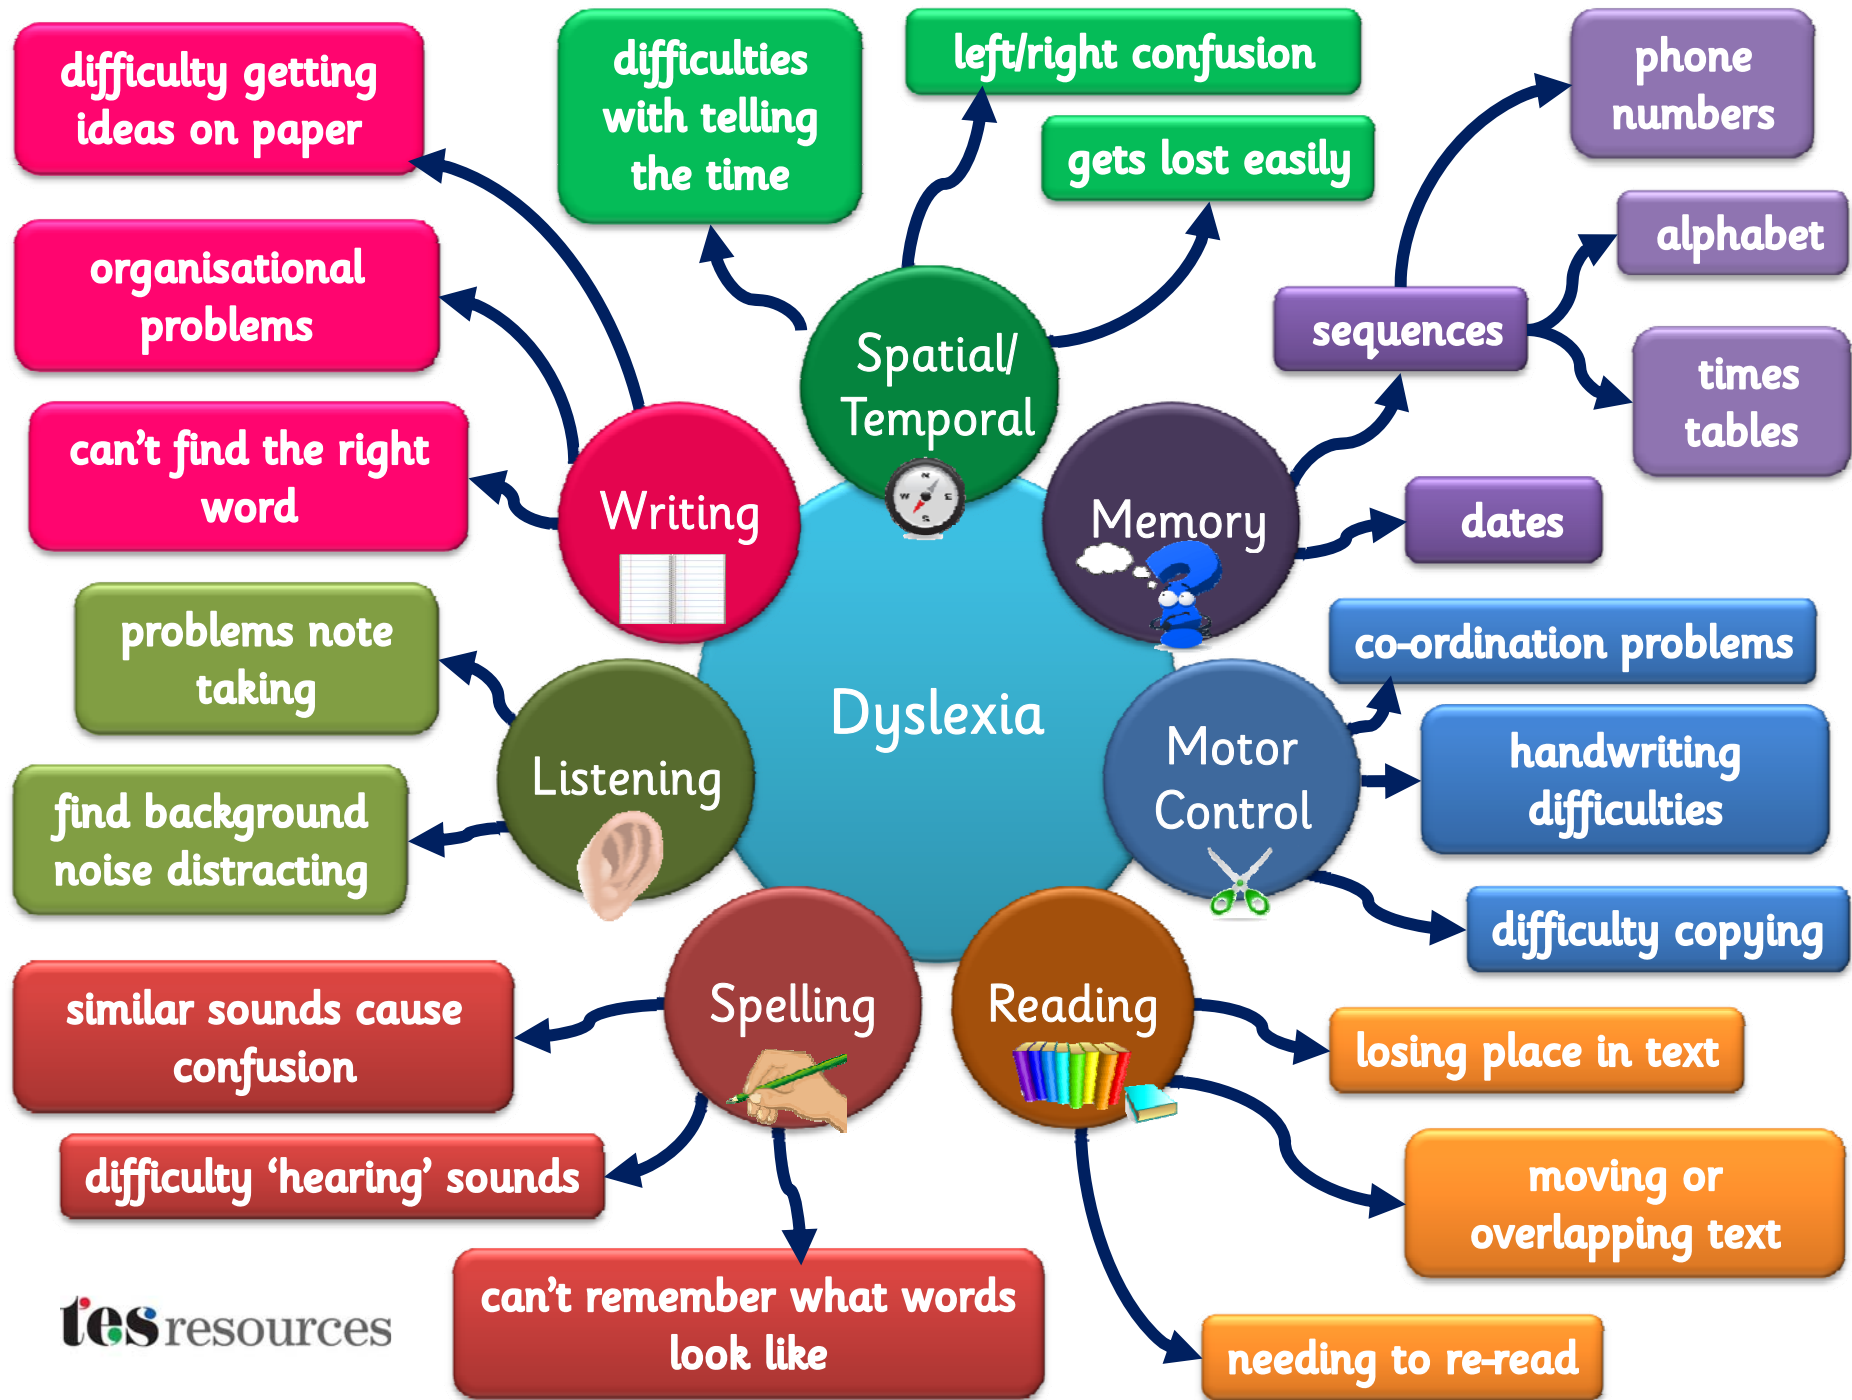 Dyslexia
Spatial/
Temporal
difficulties
with telling
the time
left/right confusion
gets lost easily
Memory
sequences
phone
numbers
alphabet
times
tables
dates
Motor
Control
co-ordination problems
handwriting
difficulties
difficulty copying
Reading
losing place in text
moving or
overlapping text
needing to re-read
Spelling
similar sounds cause
confusion
difficulty ‘hearing’ sounds
can’t remember what words
look like
Listening
problems note
taking
find background
noise distracting
Writing
difficulty getting
ideas on paper
organisational
problems
can’t find the right
word
N
W E
S
tes resources